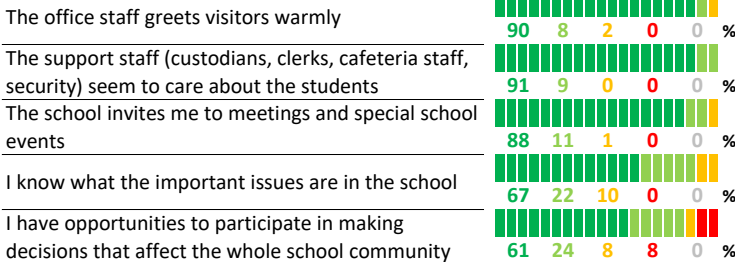 The office staff greets visitors warmly
90 8 2 0 0 %
The support staff (custodians, clerks, cafeteria staff,
security) seem to care about the students
91 9 0 0 0 %
The school invites me to meetings and special school
events
88 11 1 0 0 %
I know what the important issues are in the school
67 22 10 0 0 %
I have opportunities to participate in making
decisions that affect the whole school community
61 24 8 8 0 %